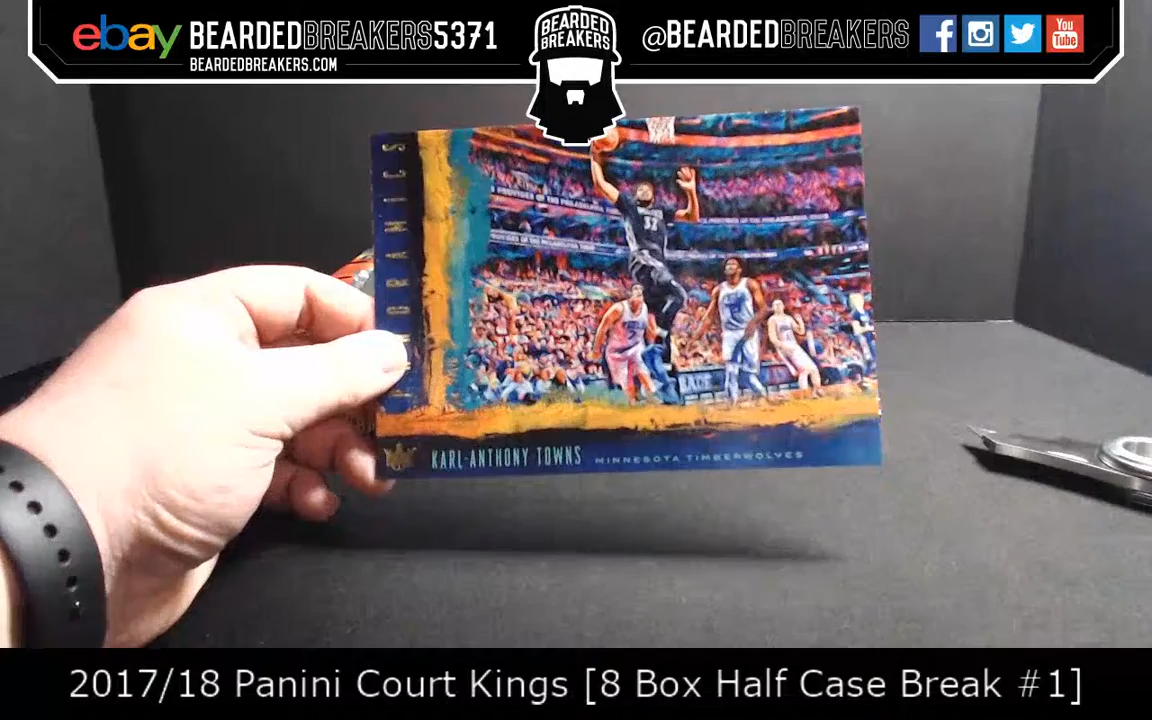 ebay BEARDEDBREAKERS5371
BEARDEDBREAKERS.COM
BEARDED
BREAKERS
@BEARDEDBREAKERS
f
You
Tube
33
KARL-ANTHONY TOWNS MINNESOTA TIMBERWOLVES
2017/18 Panini Court Kings [8 Box Half Case Break #1]